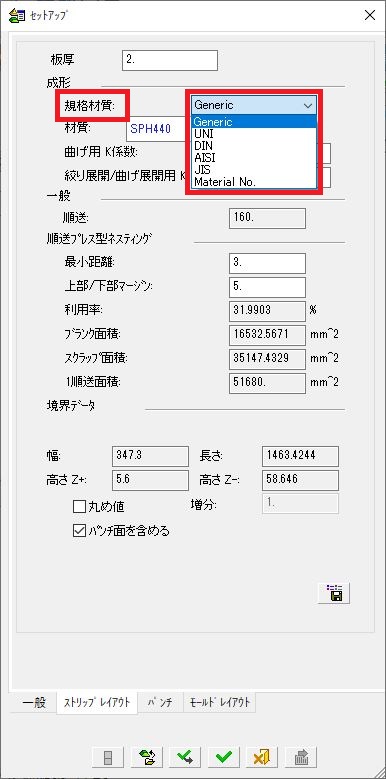 セットアップ
板厚 2.
成形
規格材質: Generic
Generic
UNI
DIN
AISI
JIS
Material No.
材質: SPH440
曲げ用 K係数:
絞り展開/曲げ展開用 K
一般
順送: 160.
順送プレス型ネスティング
最小距離: 3.
上部/下部マージン: 5.
利用率: 31.9903 %
ブランク面積: 16532.5671 mm^2
スクラップ面積: 35147.4329 mm^2
1順送面積: 51680. mm^2
境界データ
幅: 347.3 長さ: 1463.4244
高さ Z+: 5.6 高さ Z-: 58.646
丸め値 増分: 1.
パンチ面を含める
一般 ストリップレイアウト パンチ モールドレイアウト